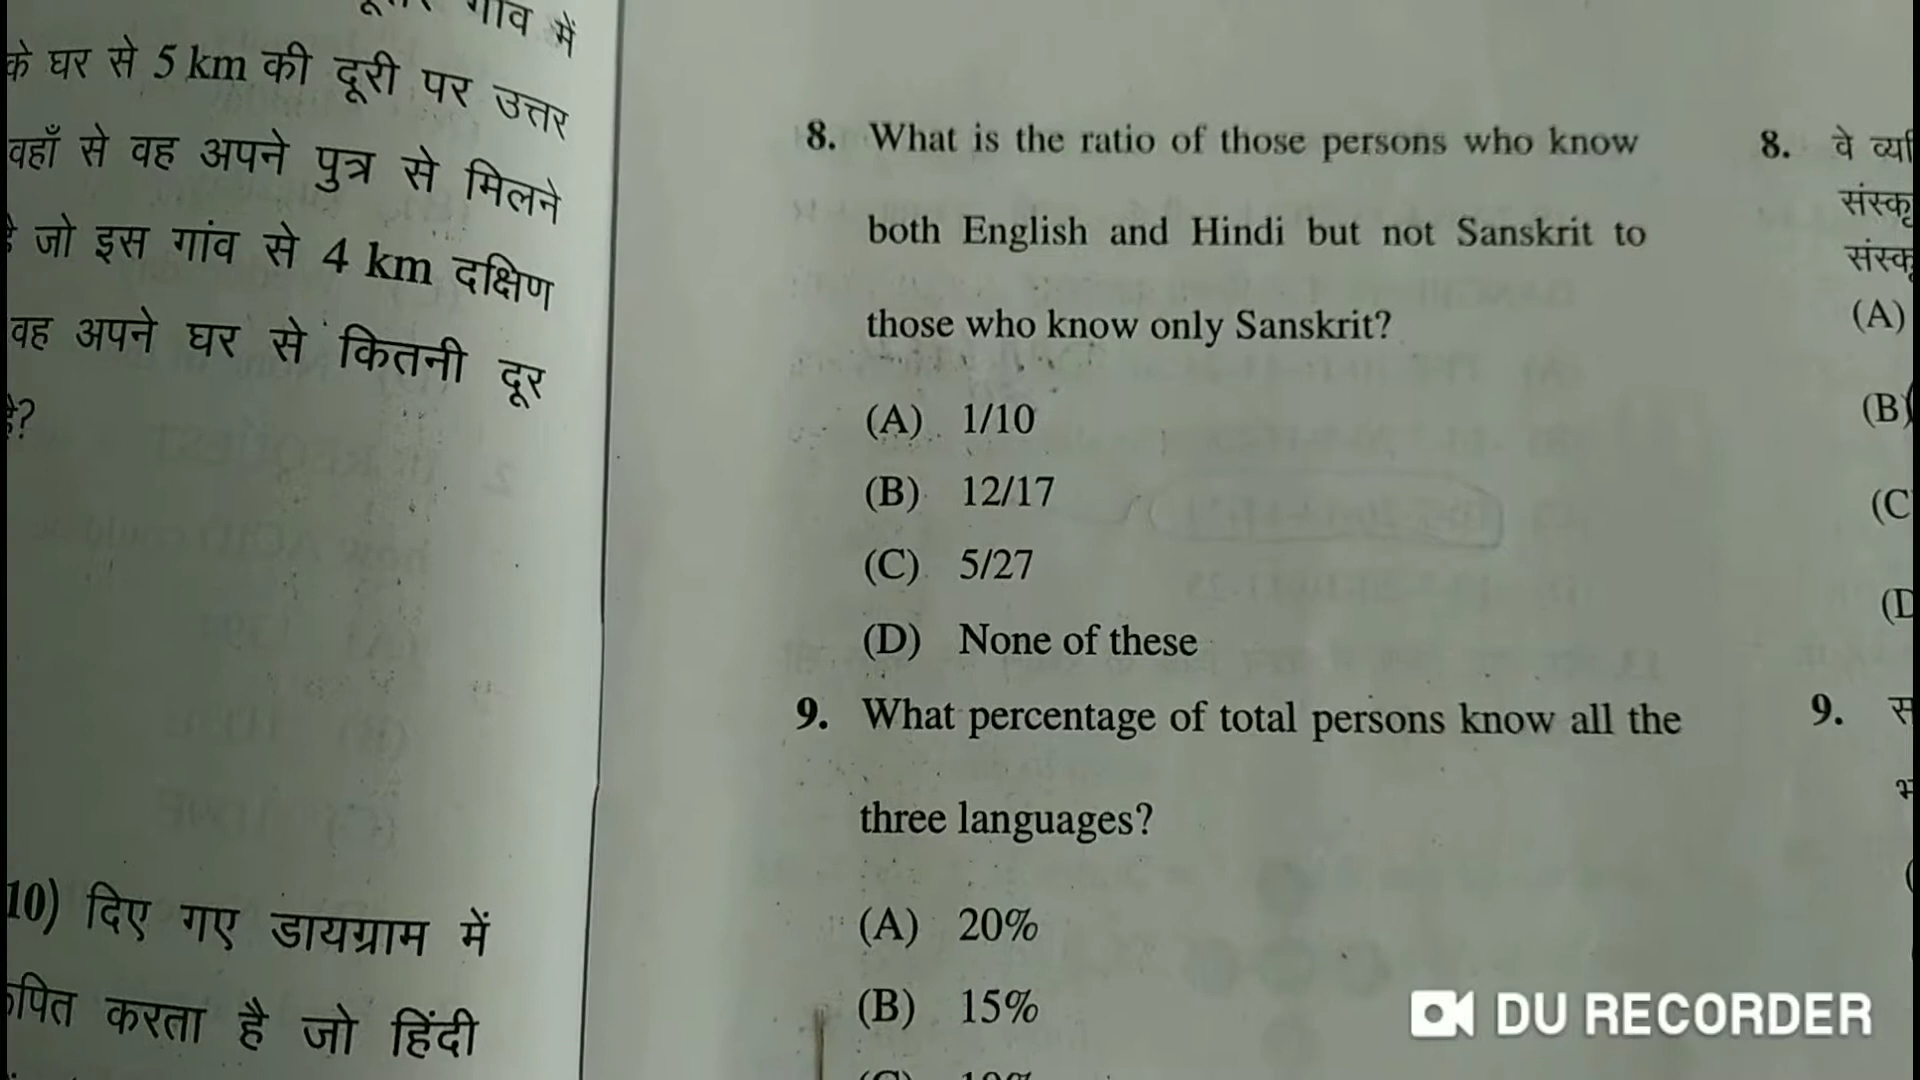 गांव में
के घर से 5 km की दूरी पर उत्तर
वहाँ से वह अपने पुत्र से मिलने
जो इस गांव से 4 km दक्षिण
वह अपने घर से कितनी दूर
है?
10) दिए गए डायग्राम में
करता है जो हिंदी
8. What is the ratio of those persons who know
both English and Hindi but not Sanskrit to
those who know only Sanskrit?
(A) 1/10
(B) 12/17
(C) 5/27
(D) None of these
9. What percentage of total persons know all the
three languages?
(A) 20%
(B) 15%
8. वे
(A)
(B)
(C
(D
9.
DU RECORDER